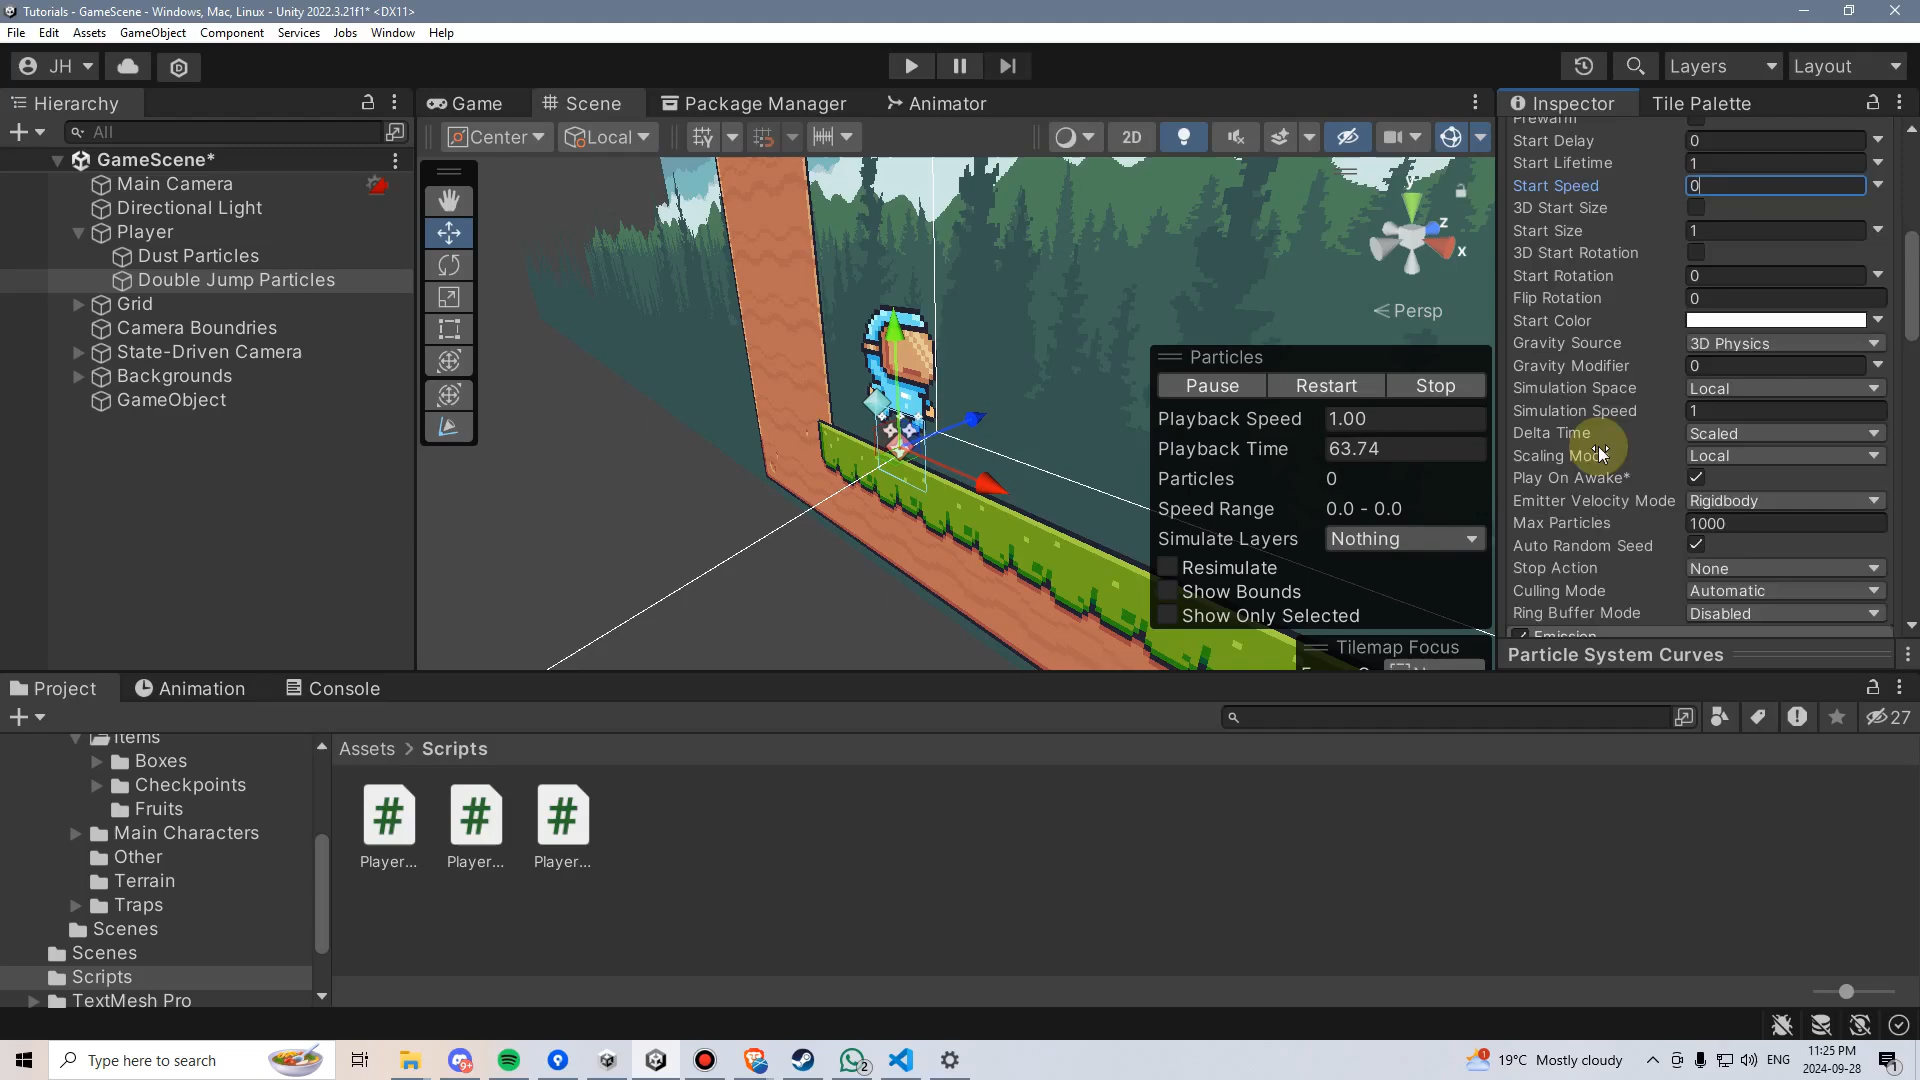 Tutorials - GameScene - Windows, Mac, Linux - Unity 2022.3.21f1* <DX11>
File Edit Assets GameObject Component Services Jobs Window Help
JH Layers Layout
Hierarchy
All
GameScene*
Main Camera
Directional Light
Player
Dust Particles
Double Jump Particles
Grid
Camera Boundries
State-Driven Camera
Backgrounds
GameObject
Game Scene Package Manager Animator
Center Local 2D
y
z
x
Persp
Particles
Pause Restart Stop
Playback Speed 1.00
Playback Time 63.74
Particles 0
Speed Range 0.0 - 0.0
Simulate Layers Nothing
Resimulate
Show Bounds
Show Only Selected
Tilemap Focus
Inspector Tile Palette
Prewarm
Start Delay 0
Start Lifetime 1
Start Speed 0
3D Start Size
Start Size 1
3D Start Rotation
Start Rotation 0
Flip Rotation 0
Start Color
Gravity Source 3D Physics
Gravity Modifier 0
Simulation Space Local
Simulation Speed 1
Delta Time Scaled
Scaling Mode Local
Play On Awake*
Emitter Velocity Mode Rigidbody
Max Particles 1000
Auto Random Seed
Stop Action None
Culling Mode Automatic
Ring Buffer Mode Disabled
Emission
Particle System Curves
Project Animation Console
27
Items
Boxes
Checkpoints
Fruits
Main Characters
Other
Terrain
Traps
Scenes
Scenes
Scripts
TextMesh Pro
Assets > Scripts
# # #
Player... Player... Player...
Type here to search
9+
2
1
19°C Mostly cloudy
ENG
11:25 PM
2024-09-28
1